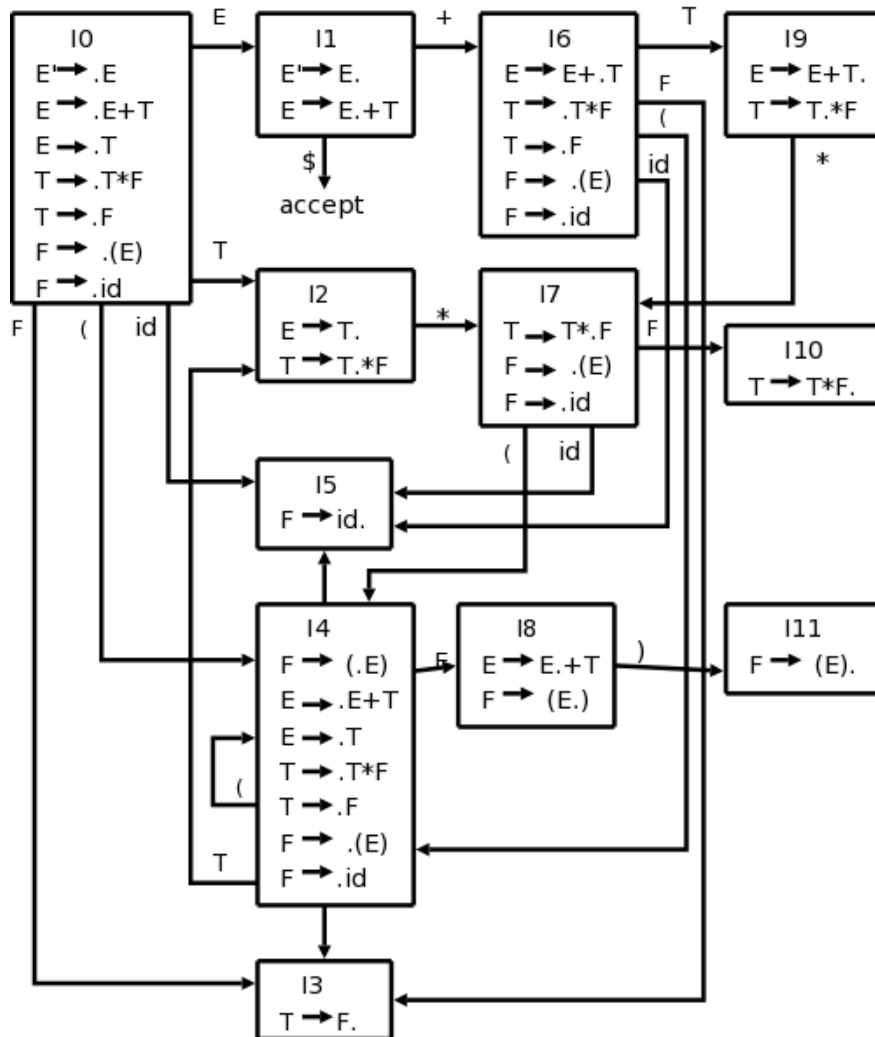 E
+
T
I0
E'→.E
E→.E+T
E→.T
T→.T*F
T→.F
F→ .(E)
F→.id
I1
E'→E.
E→E.+T
$
accept
I6
E→E+.T
T→.T*F
T→.F
F→ .(E)
F→.id
F
(
id
I9
E→E+T.
T→T.*F
*
T
I2
E→T.
T→T.*F
*
I7
T→T*.F
F→ .(E)
F→.id
F
I10
T→T*F.
F
(
id
(
id
I5
F→id.
I4
F→ (.E)
E→.E+T
E→.T
T→.T*F
T→.F
F→ .(E)
F→.id
(
T
E
I8
E→E.+T
F→ (E.)
)
I11
F→ (E).
I3
T→F.